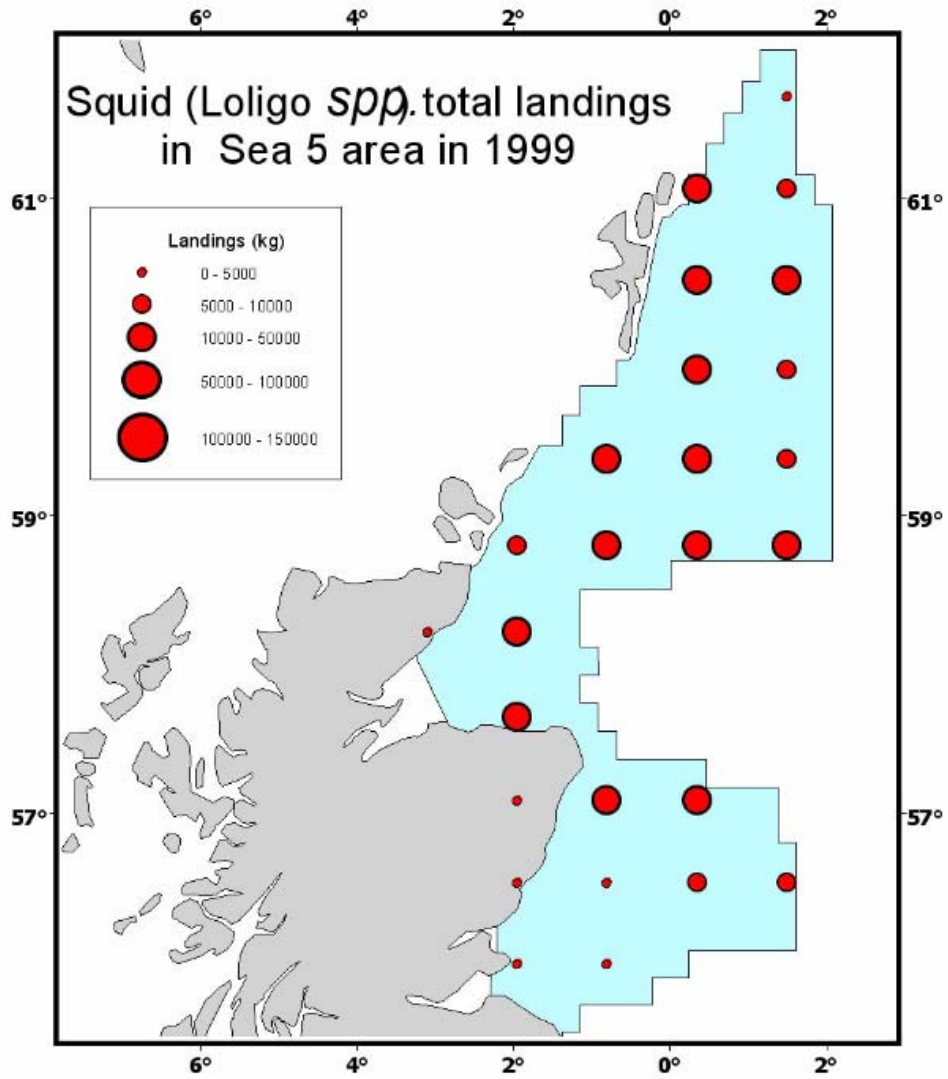 6° 4° 2° 0° 2°
Squid (Loligo spp). total landings
in Sea 5 area in 1999
61° 61°
Landings (kg)
0 - 5000
5000 - 10000
10000 - 50000
50000 - 100000
100000 - 150000
59° 59°
57° 57°
6° 4° 2° 0° 2°